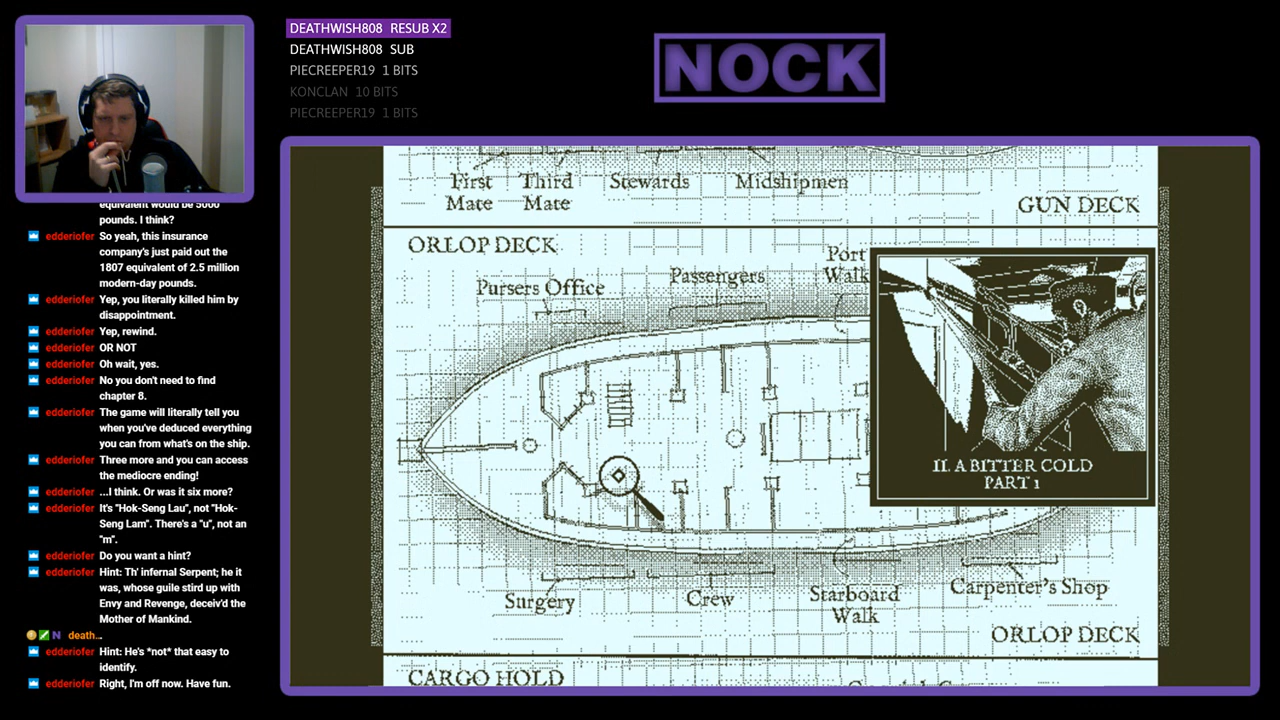 DEATHWISH808 RESUB X2
DEATHWISH808 SUB
PIECREEPER19 1 BITS
KONCLAN 10 BITS
PIECREEPER19 1 BITS
NOCK
equivalent would be 5000
pounds. I think?
edderiofer So yeah, this insurance
company's just paid out the
1807 equivalent of 2.5 million
modern-day pounds.
edderiofer Yep, you literally killed him by
disappointment.
edderiofer Yep, rewind.
edderiofer OR NOT
edderiofer Oh wait, yes.
edderiofer No you don't need to find
chapter 8.
edderiofer The game will literally tell you
when you've deduced everything
you can from what's on the ship.
edderiofer Three more and you can access
the mediocre ending!
edderiofer ...I think. Or was it six more?
edderiofer It's "Hok-Seng Lau", not "Hok-
Seng Lam". There's a "u", not an
"m".
edderiofer Do you want a hint?
edderiofer Hint: Th' infernal Serpent; he it
was, whose guile stird up with
Envy and Revenge, deceiv'd the
Mother of Mankind.
N death...
edderiofer Hint: He's *not* that easy to
identify.
edderiofer Right, I'm off now. Have fun.
First
Mate
Third
Mate
Stewards
Midshipmen
GUN DECK
ORLOP DECK
Pursers Office
Passengers
Port
Walk
II. A BITTER COLD
PART 1
Surgery
Crew
Starboard
Walk
Carpenter's Shop
ORLOP DECK
CARGO HOLD